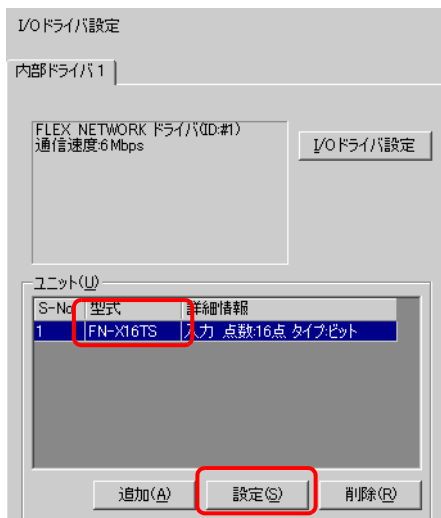 I/Oドライバ設定
内部ドライバ1
FLEX NETWORK ドライバ(ID:#1)
通信速度:6Mbps
I/Oドライバ設定
ユニット(U)
S-No 型式 詳細情報
1 FN-X16TS 入力 点数:16点 タイプ:ビット
追加(A) 設定(S) 削除(R)